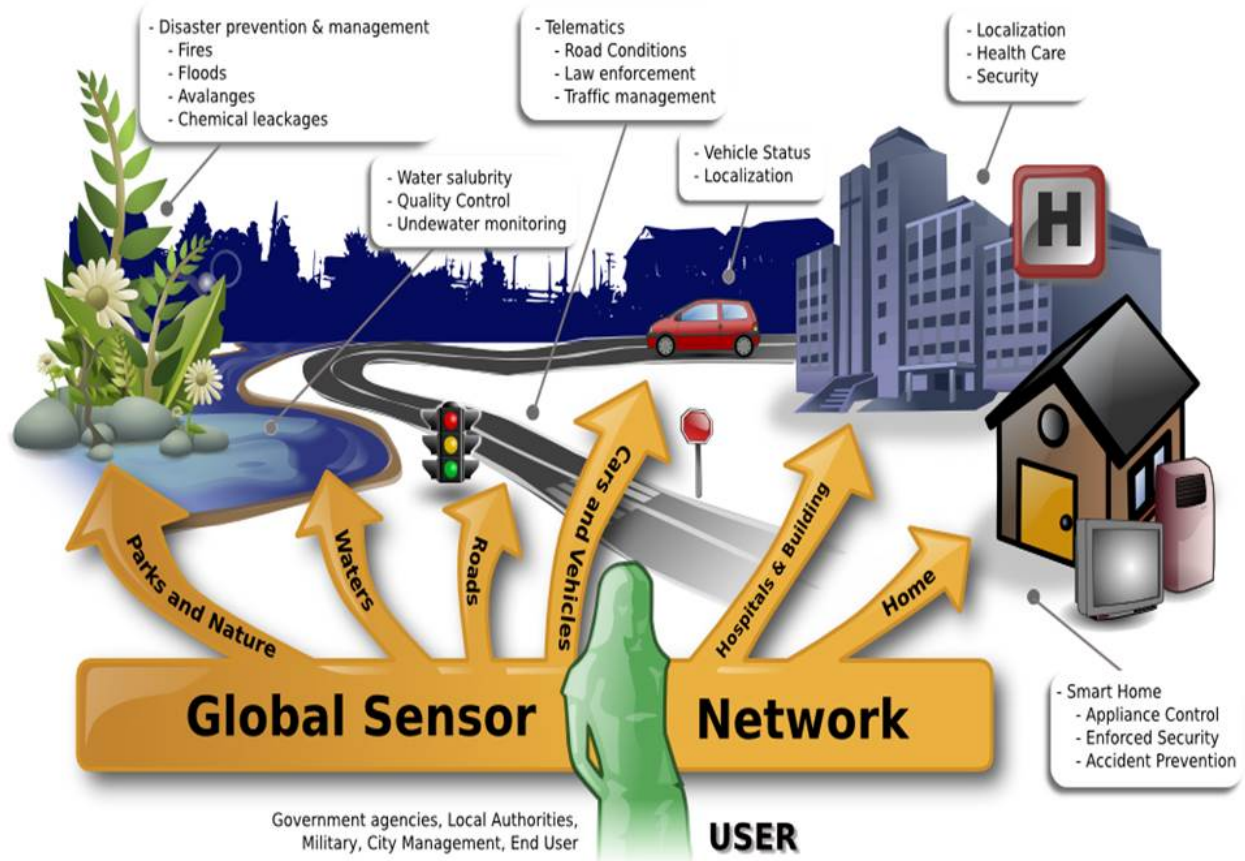 - Disaster prevention & management
- Fires
- Floods
- Avalanges
- Chemical leackages
- Telematics
- Road Conditions
- Law enforcement
- Traffic management
- Localization
- Health Care
- Security
- Water salubrity
- Quality Control
- Undewater monitoring
- Vehicle Status
- Localization
H
Parks and Nature
Waters
Roads
Cars and Vehicles
Hospitals & Building
Home
Global Sensor Network
- Smart Home
- Appliance Control
- Enforced Security
- Accident Prevention
Government agencies, Local Authorities,
Military, City Management, End User
USER